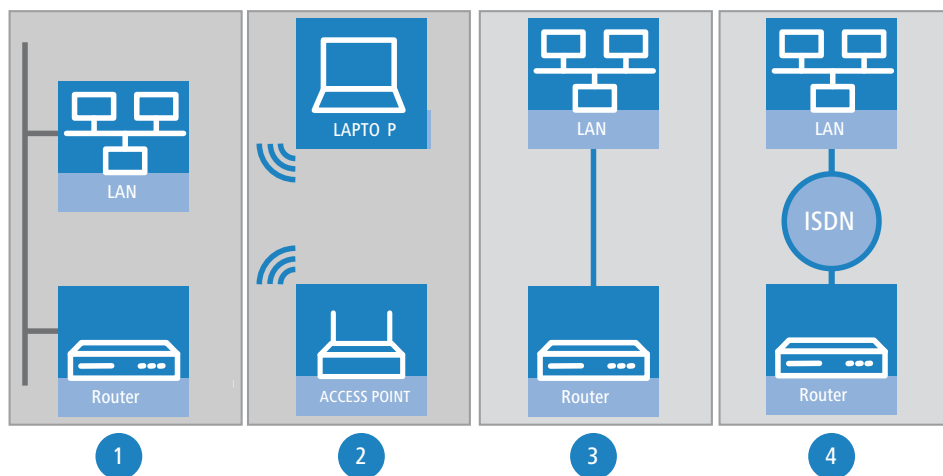 LAN
Router
1
LAPTO P
ACCESS POINT
2
LAN
Router
3
LAN
ISDN
Router
4